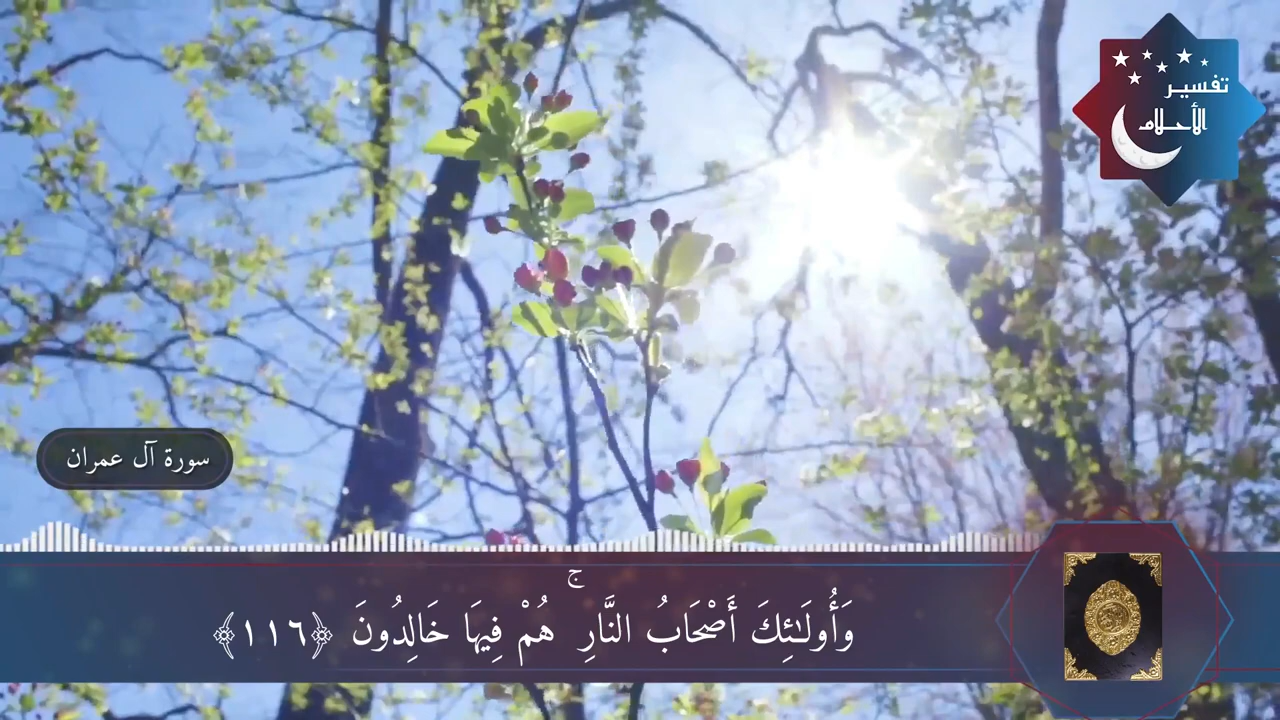 تفسير
الأحلام
سورة آل عمران
وَأُولَـٰئِكَ أَصْحَابُ النَّارِ ۚ هُمْ فِيهَا خَالِدُونَ ﴿١١٦﴾